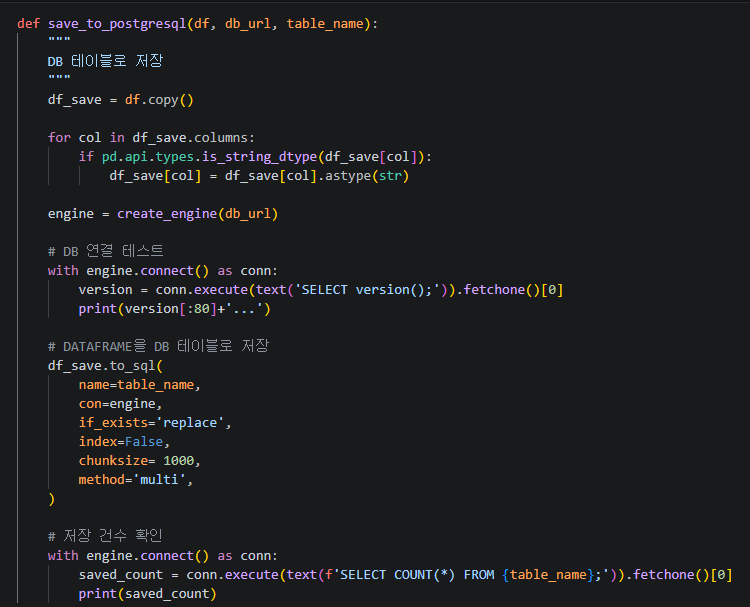 def save_to_postgresql(df, db_url, table_name):
    """
    DB 테이블로 저장
    """
    df_save = df.copy()

    for col in df_save.columns:
        if pd.api.types.is_string_dtype(df_save[col]):
            df_save[col] = df_save[col].astype(str)

    engine = create_engine(db_url)

    # DB 연결 테스트
    with engine.connect() as conn:
        version = conn.execute(text('SELECT version();')).fetchone()[0]
        print(version[:80]+'...')

    # DATAFRAME을 DB 테이블로 저장
    df_save.to_sql(
        name=table_name,
        con=engine,
        if_exists='replace',
        index=False,
        chunksize= 1000,
        method='multi',
    )

    # 저장 건수 확인
    with engine.connect() as conn:
        saved_count = conn.execute(text(f'SELECT COUNT(*) FROM {table_name};')).fetchone()[0]
        print(saved_count)